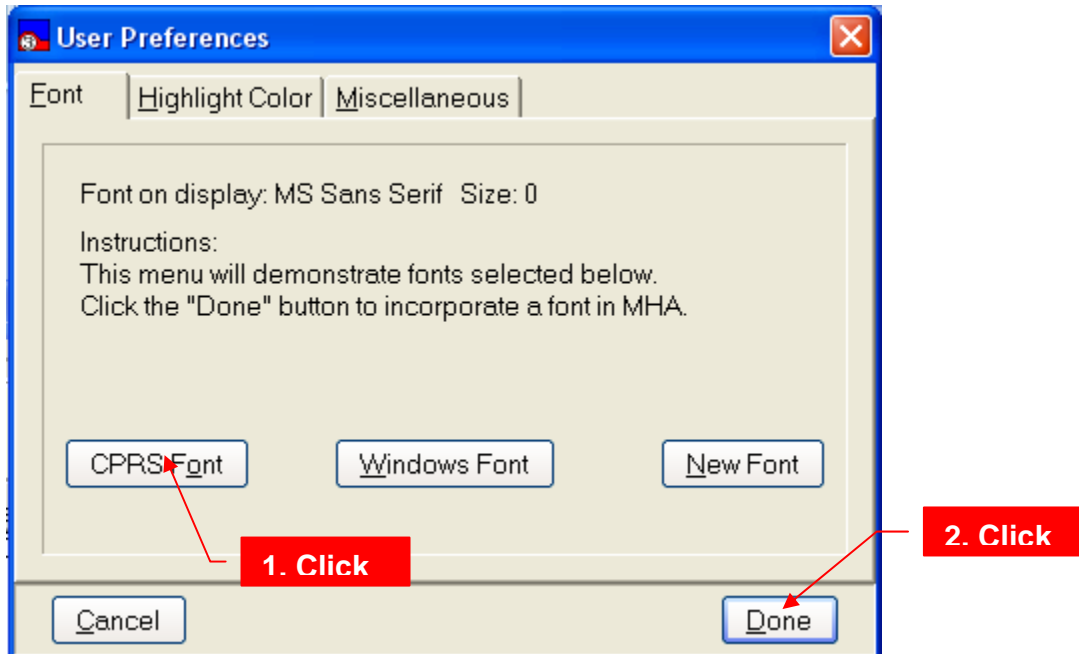 User Preferences
Font Highlight Color Miscellaneous
Font on display: MS Sans Serif Size: 0
Instructions:
This menu will demonstrate fonts selected below.
Click the "Done" button to incorporate a font in MHA.
CPRS Font Windows Font New Font
1. Click
2. Click
Cancel Done